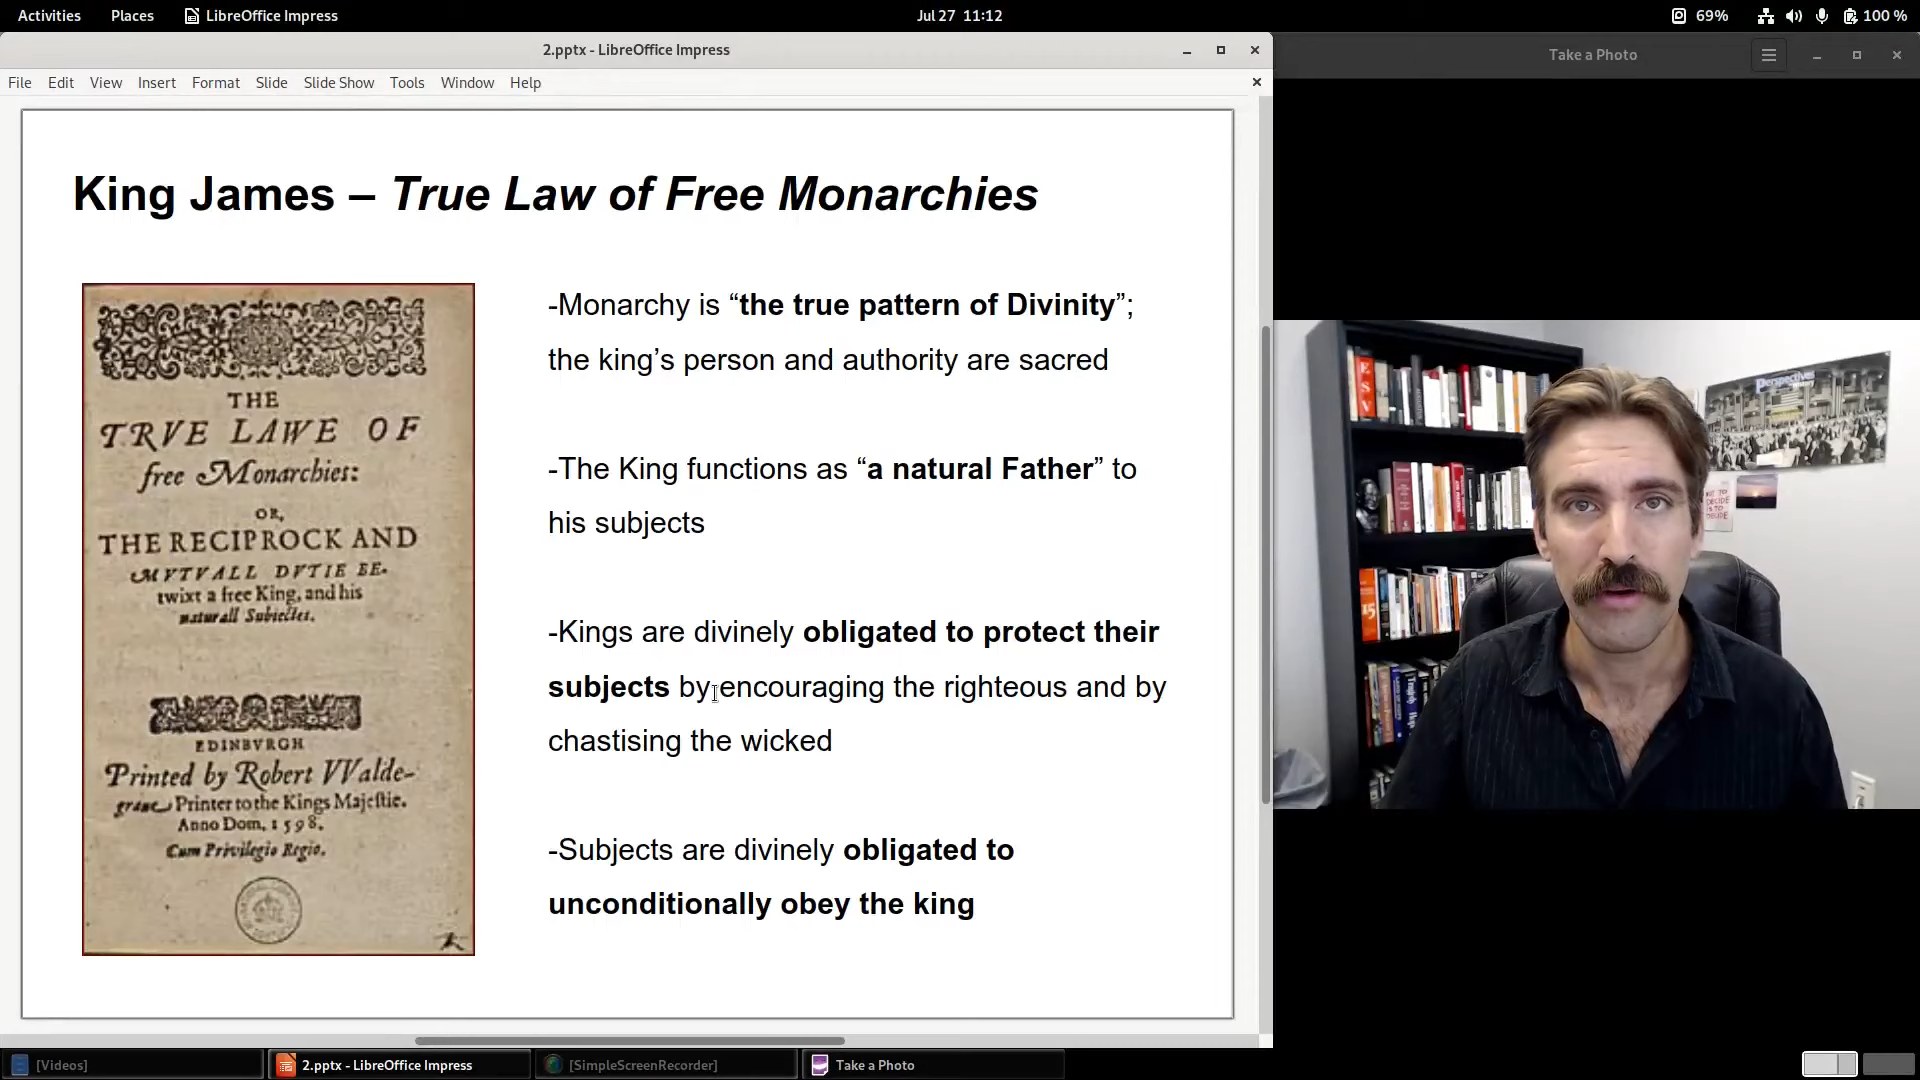 Activities Places LibreOffice Impress Jul 27 11:12 69% 100 %
2.pptx - LibreOffice Impress
Take a Photo
File Edit View Insert Format Slide Slide Show Tools Window Help
King James – True Law of Free Monarchies
THE
TRVE LAWE OF
free Monarchies:
OR,
THE RECIPROCK AND
MVTVALL DVTIE BE-
twixt a free King, and his
naturall Subiectes.
EDINBVRGH
Printed by Robert VValde-
graue Printer to the Kings Majestie.
Anno Dom, 1598.
Cum Privilegio Regio.
-Monarchy is “the true pattern of Divinity”;
the king’s person and authority are sacred
-The King functions as “a natural Father” to
his subjects
-Kings are divinely obligated to protect their
subjects by encouraging the righteous and by
chastising the wicked
-Subjects are divinely obligated to
unconditionally obey the king
ESV
Perspectives
[Videos] 2.pptx - LibreOffice Impress [SimpleScreenRecorder] Take a Photo